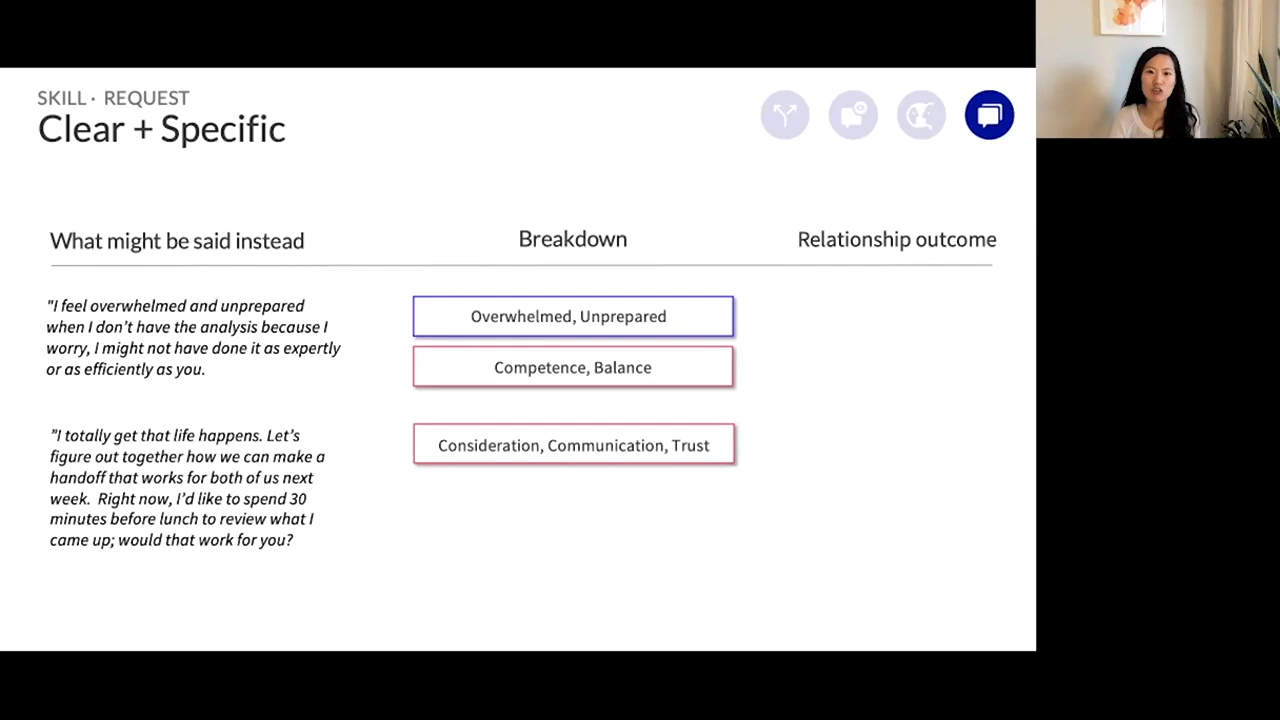 SKILL · REQUEST
Clear + Specific
What might be said instead
Breakdown
Relationship outcome
"I feel overwhelmed and unprepared
when I don't have the analysis because I
worry, I might not have done it as expertly
or as efficiently as you.
Overwhelmed, Unprepared
Competence, Balance
"I totally get that life happens. Let's
figure out together how we can make a
handoff that works for both of us next
week. Right now, I'd like to spend 30
minutes before lunch to review what I
came up; would that work for you?
Consideration, Communication, Trust